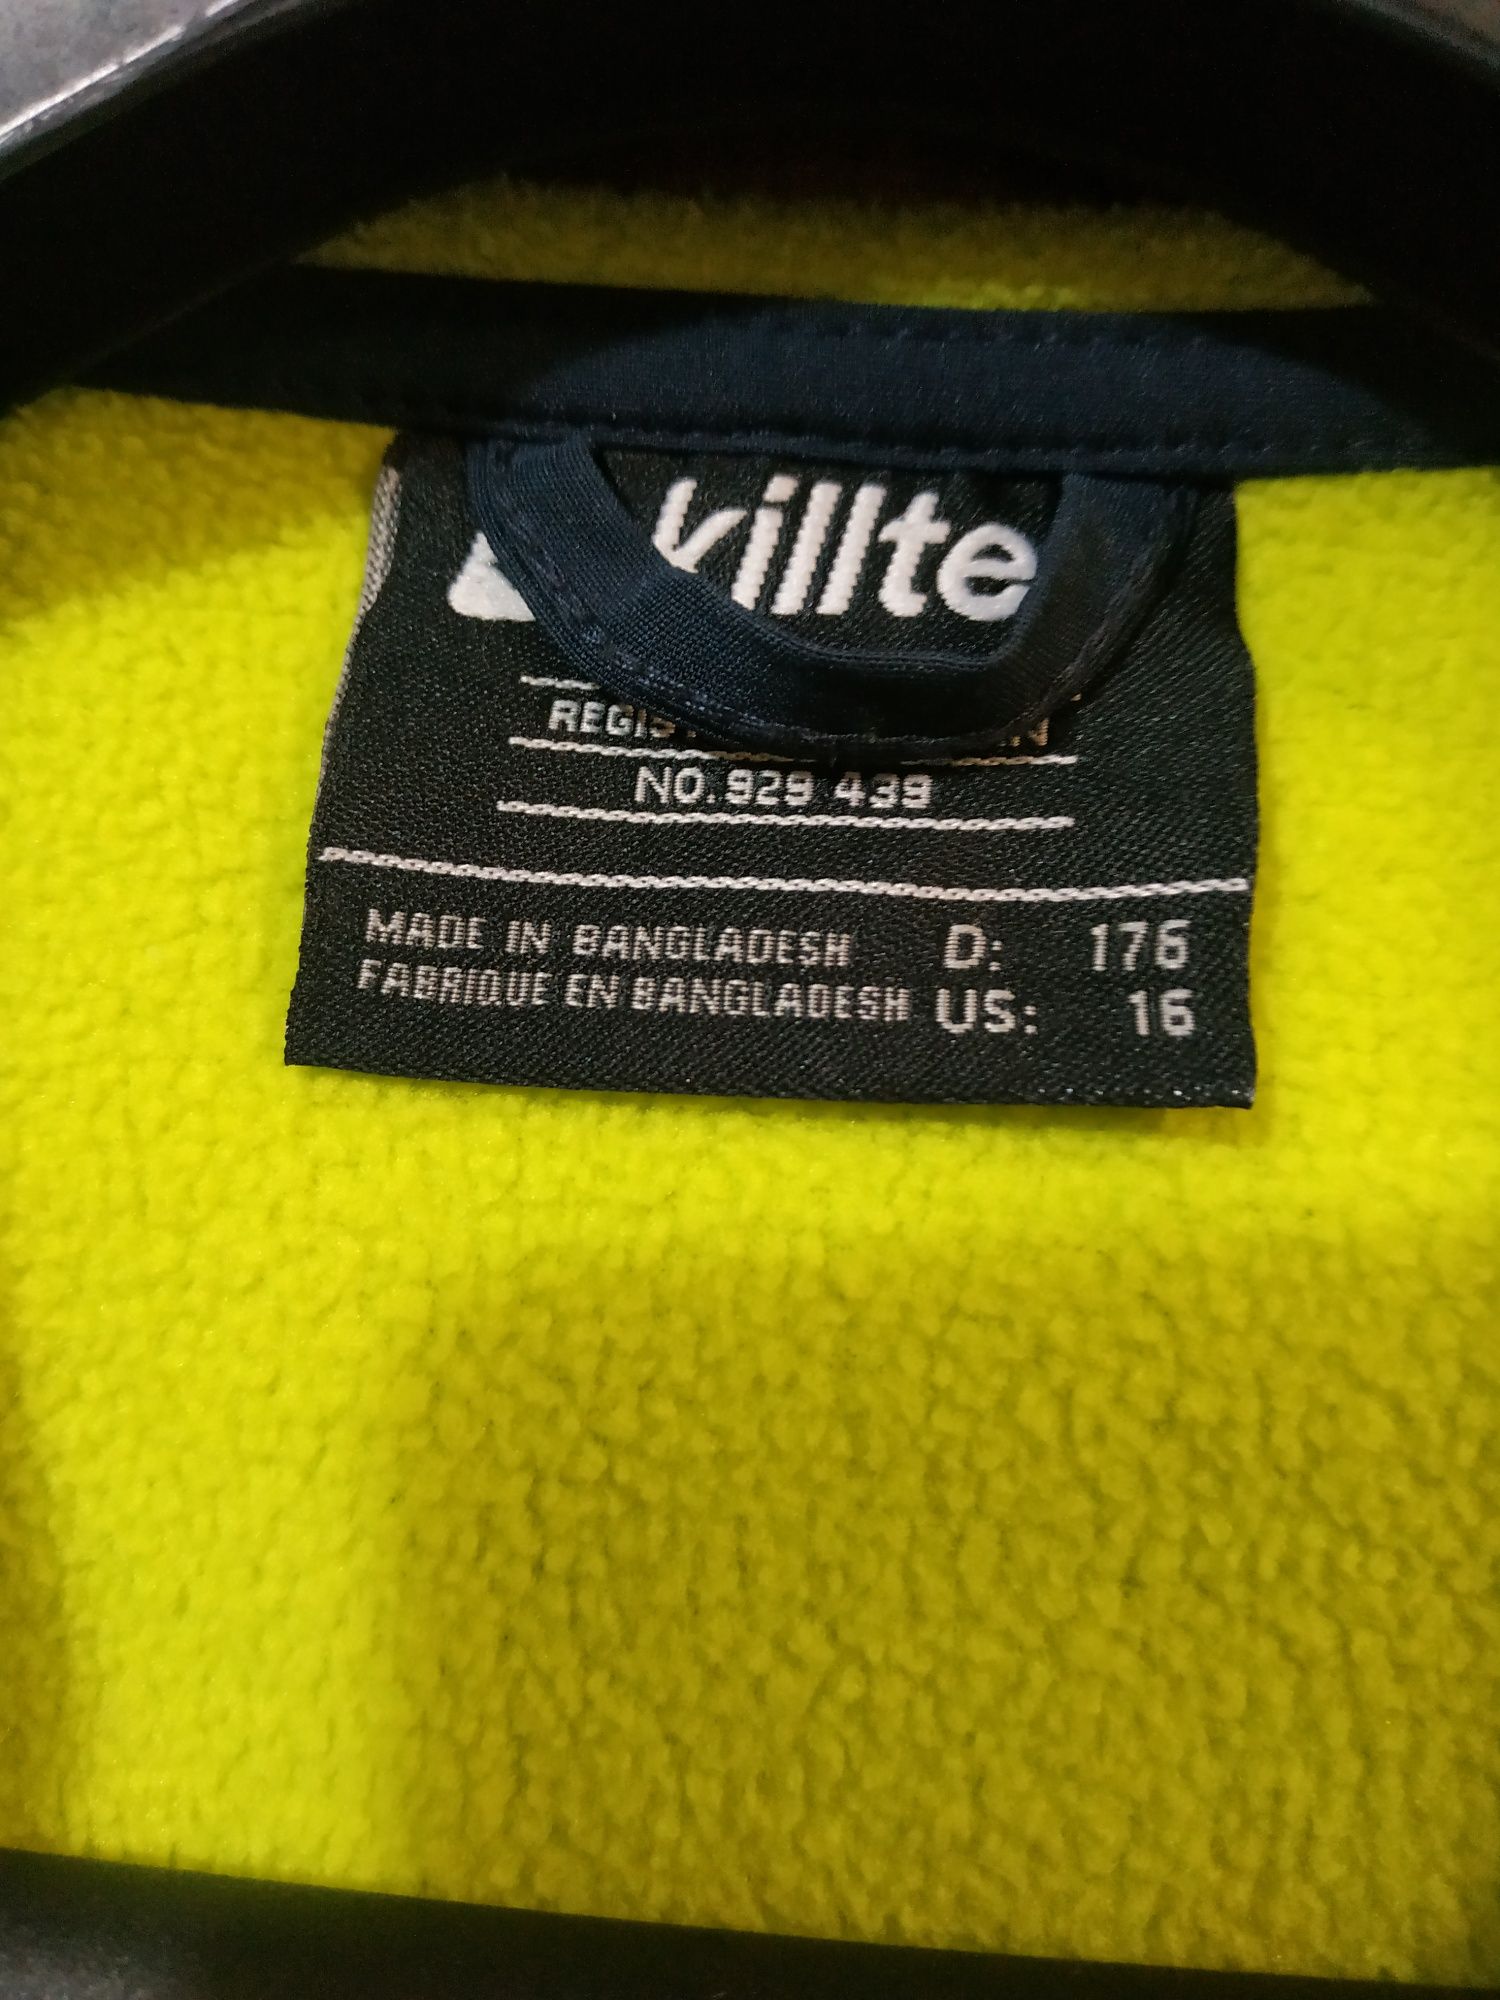 killte
NO. 929 439
MADE IN BANGLADESH D: 176
FABRIQUE EN BANGLADESH US: 16